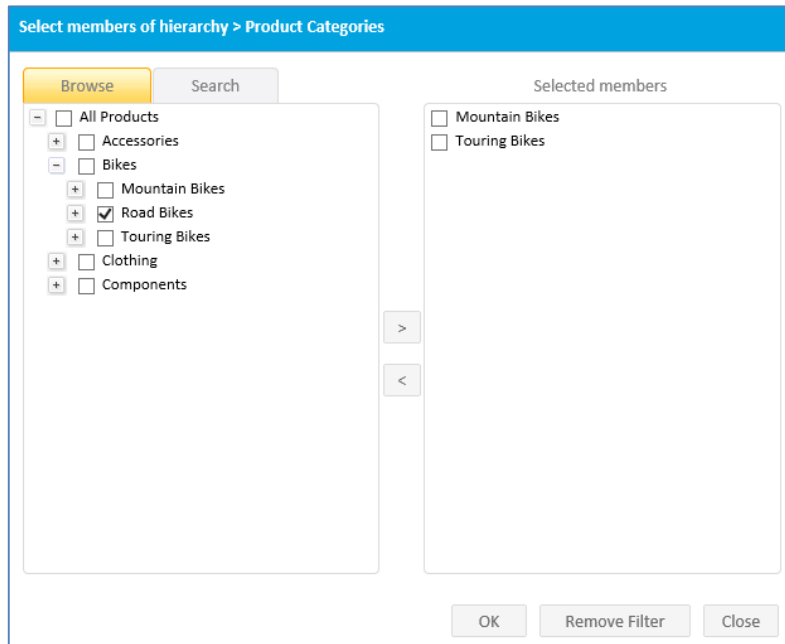 Select members of hierarchy > Product Categories
Browse
Search
Selected members
- All Products
+ Accessories
- Bikes
+ Mountain Bikes
+ Road Bikes
+ Touring Bikes
+ Clothing
+ Components
Mountain Bikes
Touring Bikes
>
<
OK
Remove Filter
Close